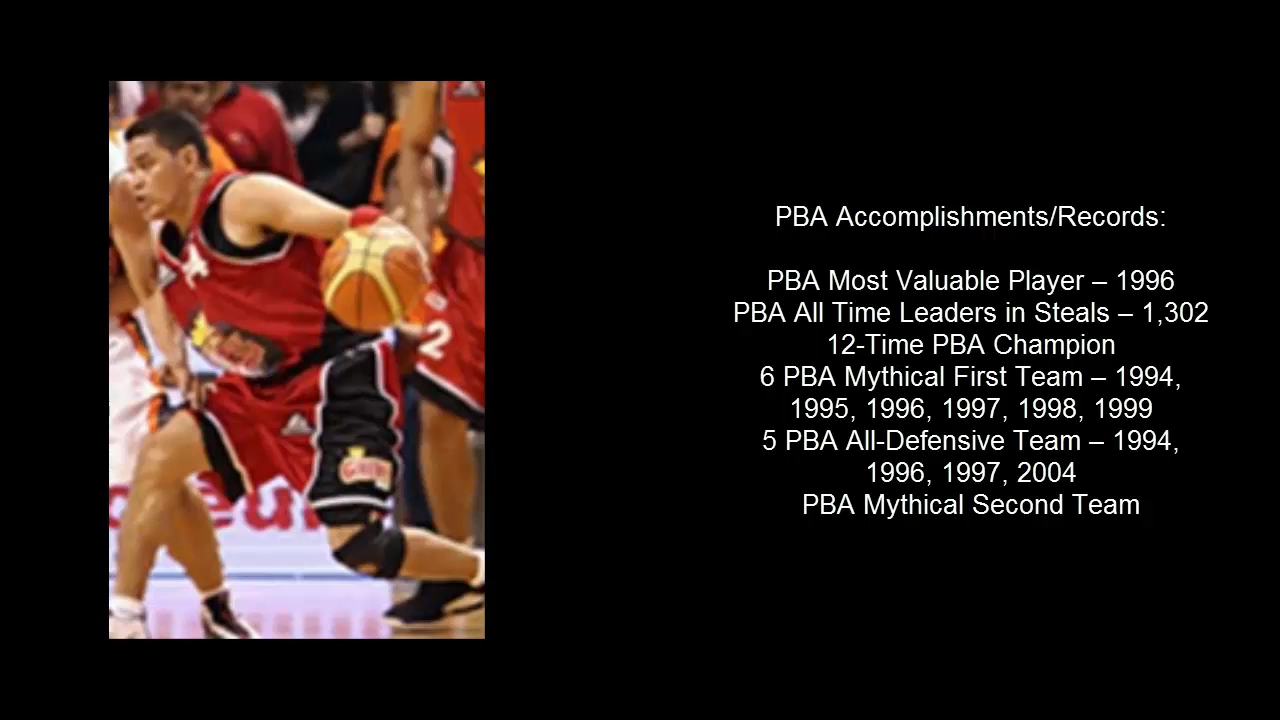 PBA Accomplishments/Records:
PBA Most Valuable Player – 1996
PBA All Time Leaders in Steals – 1,302
12-Time PBA Champion
6 PBA Mythical First Team – 1994,
1995, 1996, 1997, 1998, 1999
5 PBA All-Defensive Team – 1994,
1996, 1997, 2004
PBA Mythical Second Team
2